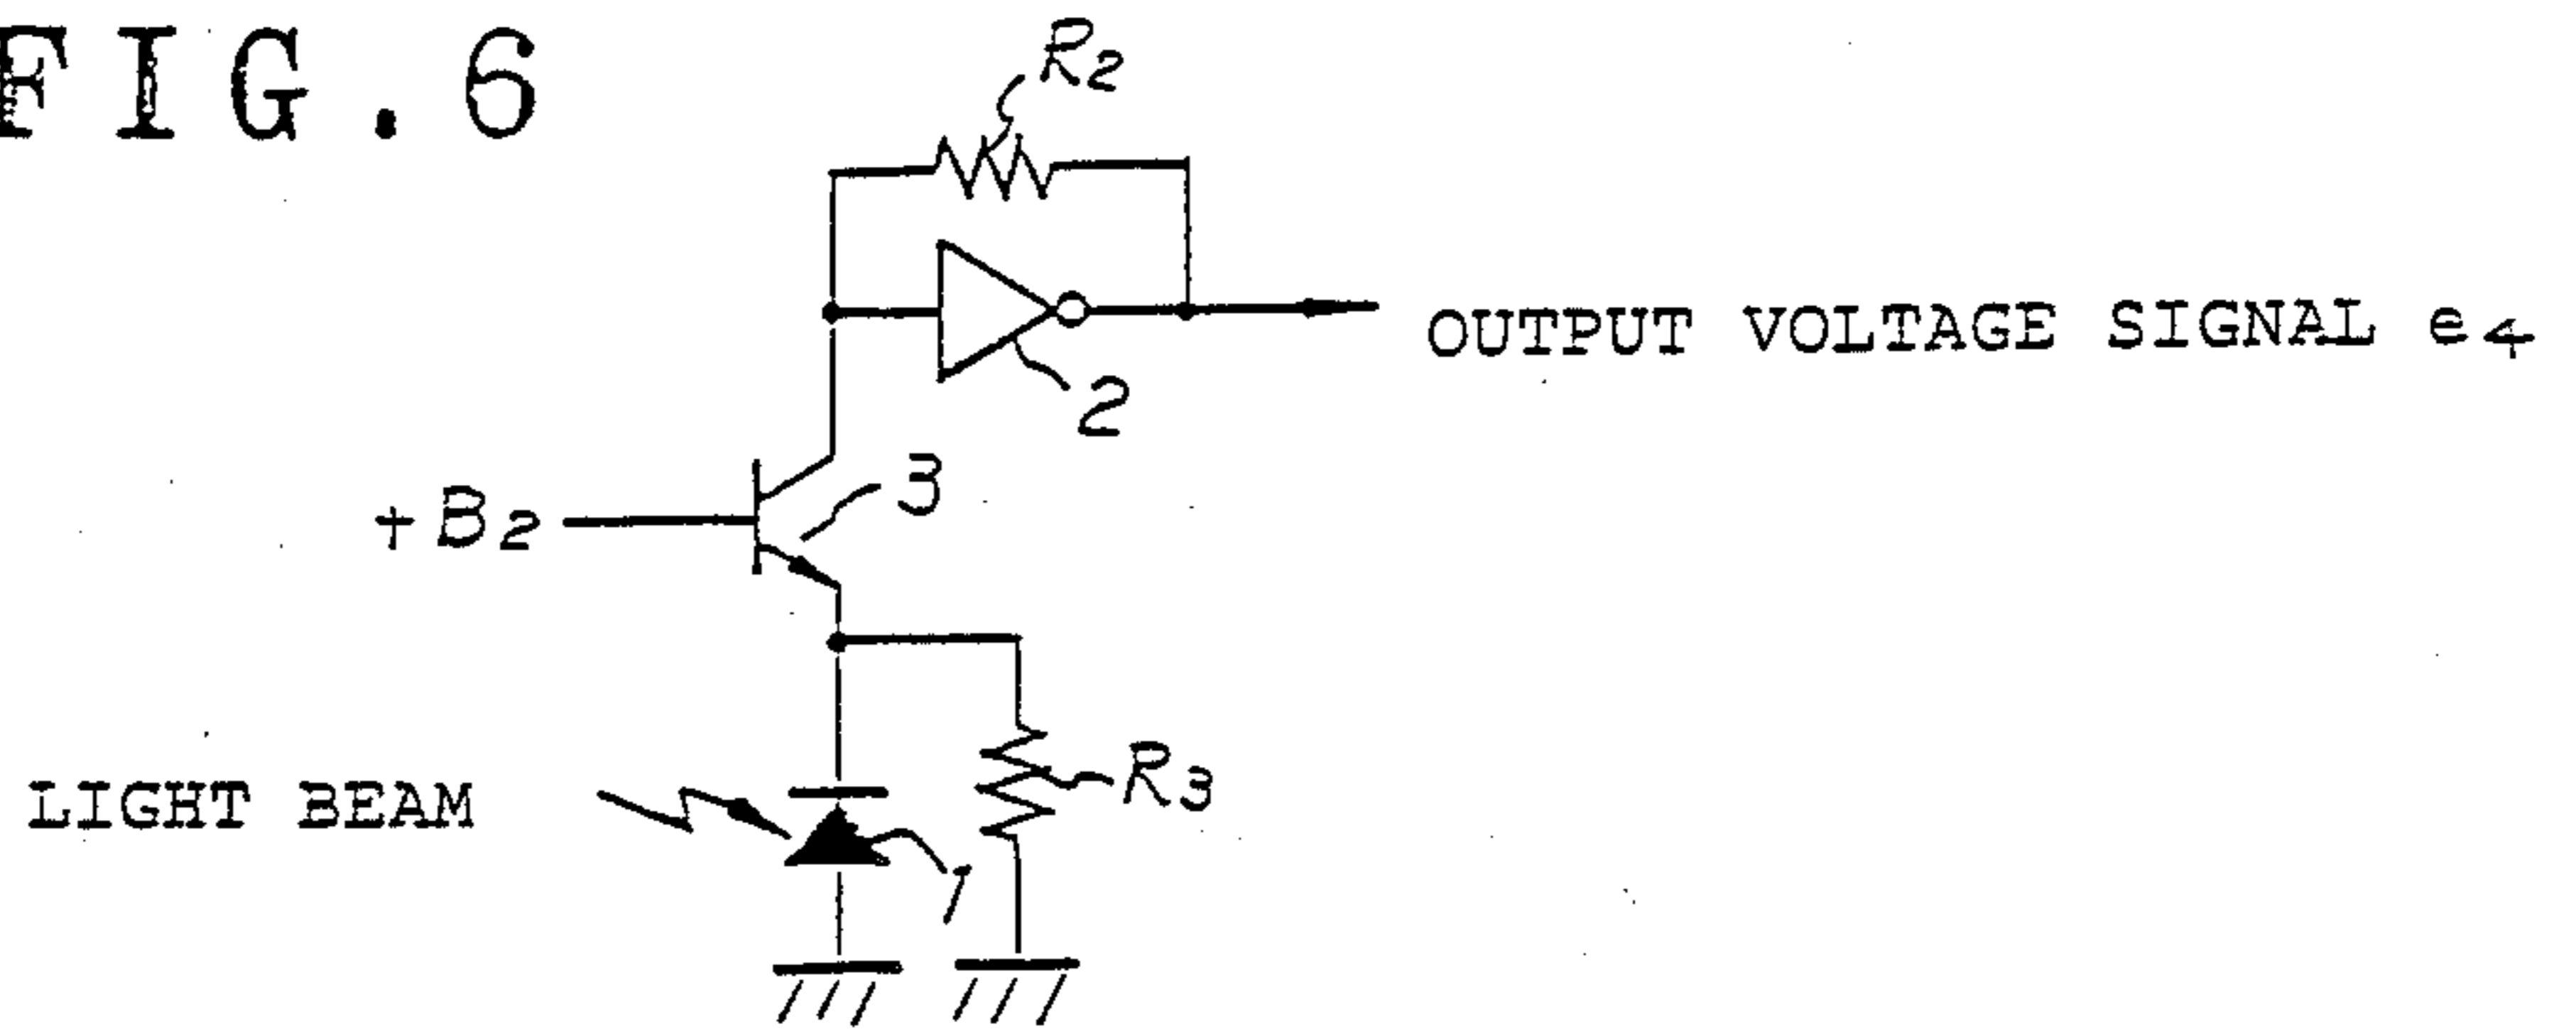 FIG.6
R2
OUTPUT VOLTAGE SIGNAL e4
2
3
+B2
LIGHT BEAM
R3
1